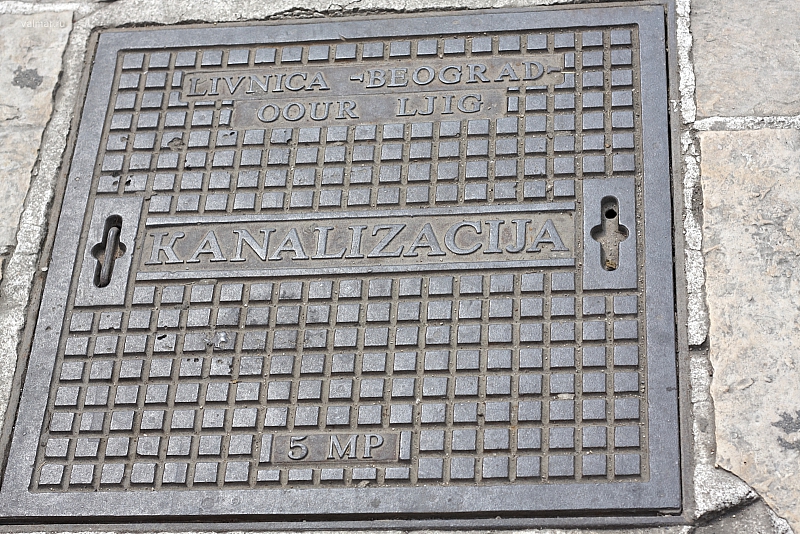 LIVNICA -BEOGRAD-
OOUR LJIG.
KANALIZACIJA
5 MP